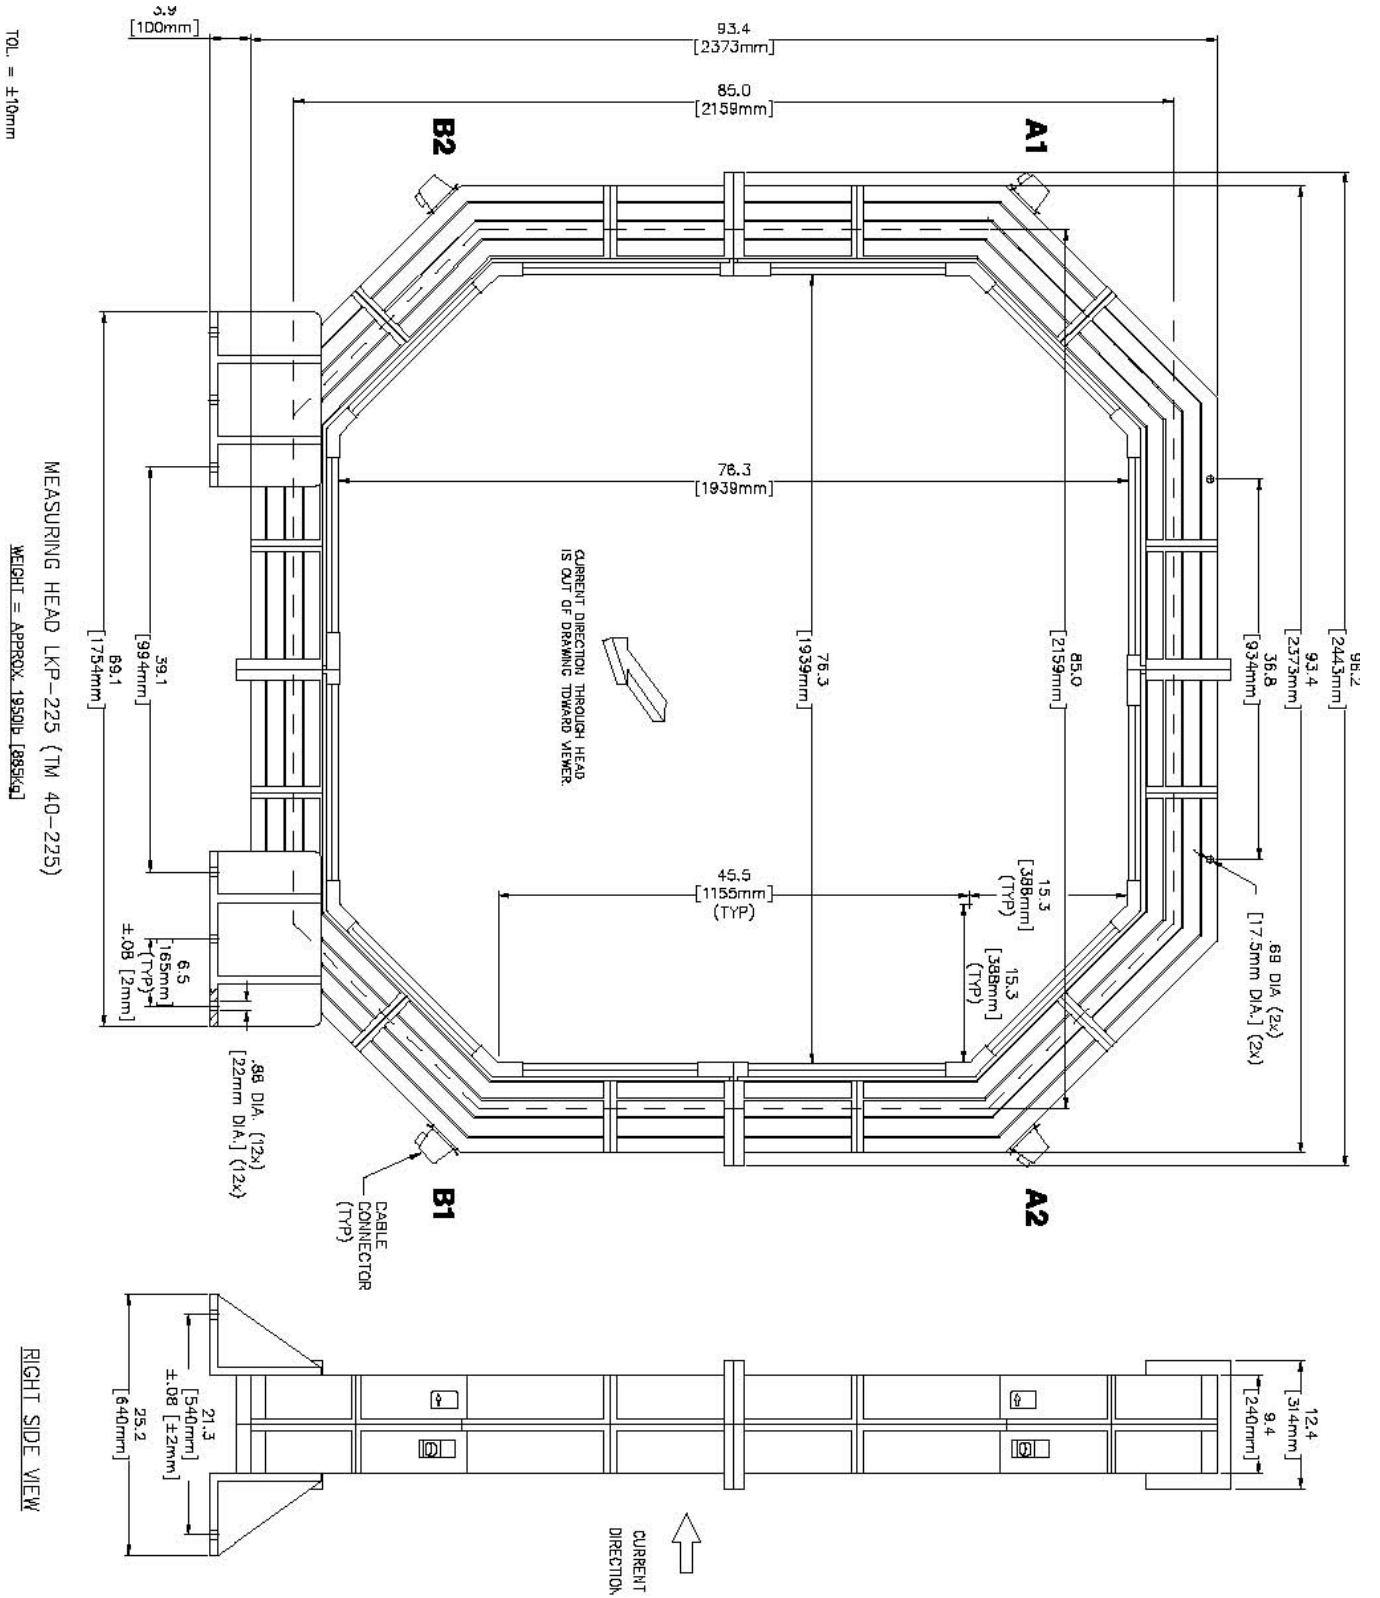 96.2
[2443mm]
93.4
[2373mm]
36.8
[934mm]
.69 DIA (2x)
[17.5mm DIA.] (2x)
12.4
[314mm]
9.4
[240mm]
A1
A2
85.0
[2159mm]
15.3
[388mm]
(TYP)
15.3
[388mm]
(TYP)
76.3
[1939mm]
93.4
[2373mm]
85.0
[2159mm]
76.3
[1939mm]
45.5
[1155mm]
(TYP)
CURRENT DIRECTION THROUGH HEAD
IS OUT OF DRAWING TOWARD VIEWER.
CURRENT
DIRECTION
B2
B1
CABLE
CONNECTOR
(TYP)
.86 DIA. (12x)
[22mm DIA.] (12x)
3.9
[100mm]
39.1
[994mm]
6.5
[165mm]
(TYP)
±.08 [2mm]
69.1
[1754mm]
21.3
[540mm]
±.08 [±2mm]
25.2
[640mm]
MEASURING HEAD LKP-225 (TM 40-225)
WEIGHT = APPROX. 1950lb [885Kg]
TOL. = ±10mm
RIGHT SIDE VIEW